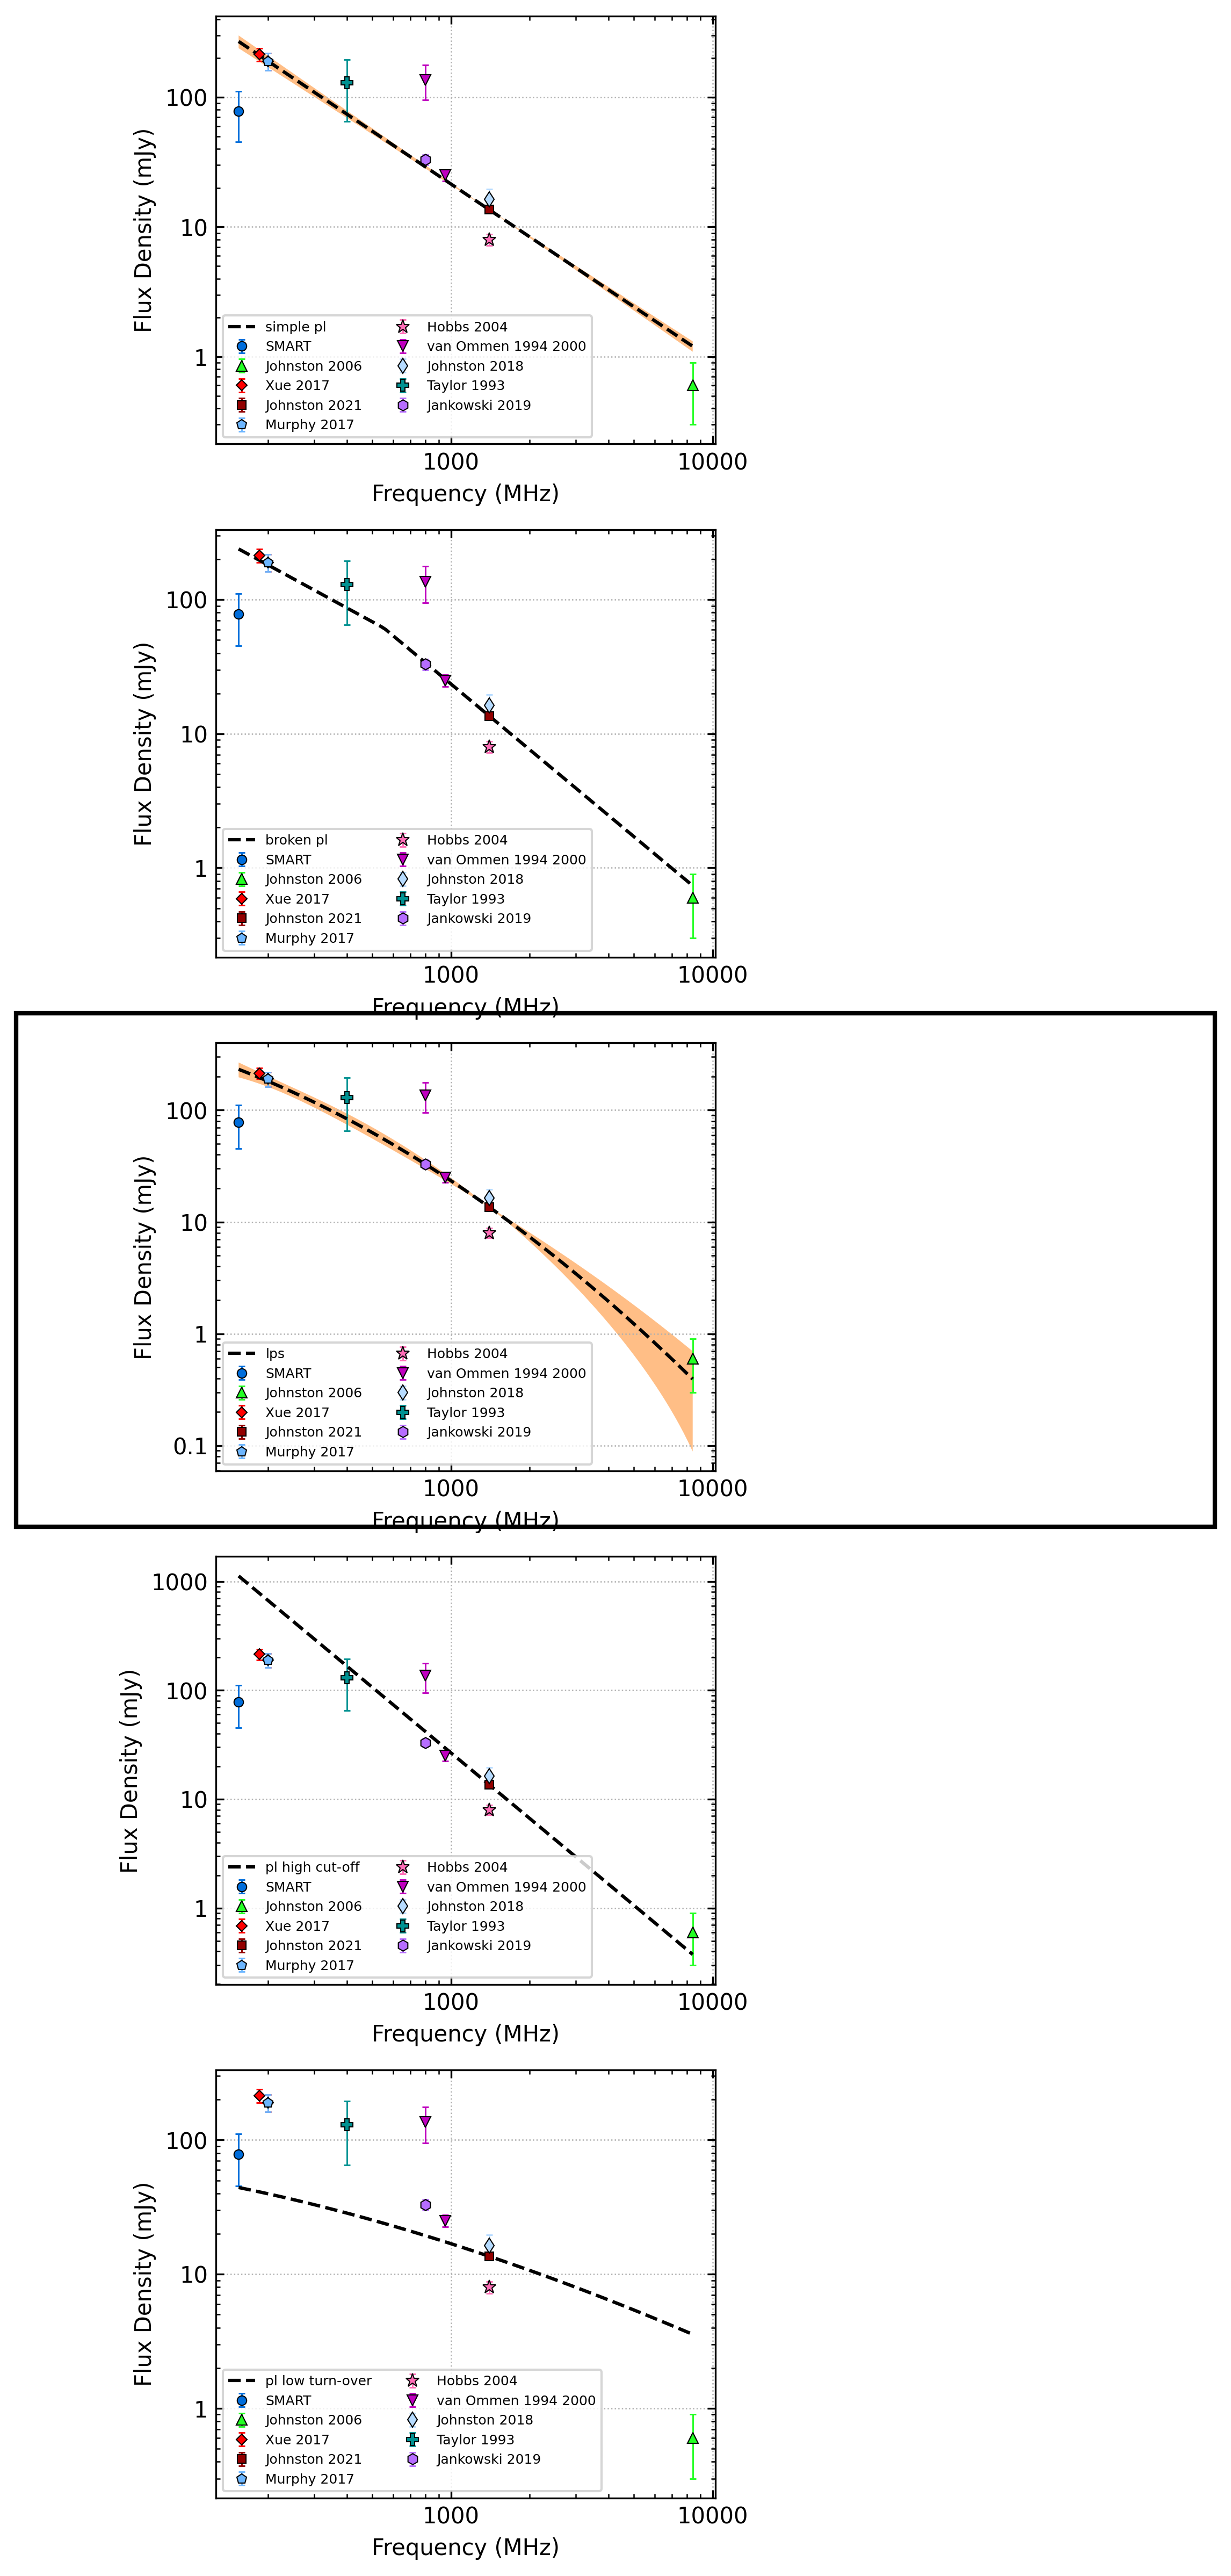 100
10
1
Flux Density (mJy)
simple pl
SMART
Johnston 2006
Xue 2017
Johnston 2021
Murphy 2017
Hobbs 2004
van Ommen 1994 2000
Johnston 2018
Taylor 1993
Jankowski 2019
1000
10000
Frequency (MHz)
100
10
1
Flux Density (mJy)
broken pl
SMART
Johnston 2006
Xue 2017
Johnston 2021
Murphy 2017
Hobbs 2004
van Ommen 1994 2000
Johnston 2018
Taylor 1993
Jankowski 2019
1000
10000
Frequency (MHz)
100
10
1
0.1
Flux Density (mJy)
lps
SMART
Johnston 2006
Xue 2017
Johnston 2021
Murphy 2017
Hobbs 2004
van Ommen 1994 2000
Johnston 2018
Taylor 1993
Jankowski 2019
1000
10000
Frequency (MHz)
1000
100
10
1
Flux Density (mJy)
pl high cut-off
SMART
Johnston 2006
Xue 2017
Johnston 2021
Murphy 2017
Hobbs 2004
van Ommen 1994 2000
Johnston 2018
Taylor 1993
Jankowski 2019
1000
10000
Frequency (MHz)
100
10
1
Flux Density (mJy)
pl low turn-over
SMART
Johnston 2006
Xue 2017
Johnston 2021
Murphy 2017
Hobbs 2004
van Ommen 1994 2000
Johnston 2018
Taylor 1993
Jankowski 2019
1000
10000
Frequency (MHz)